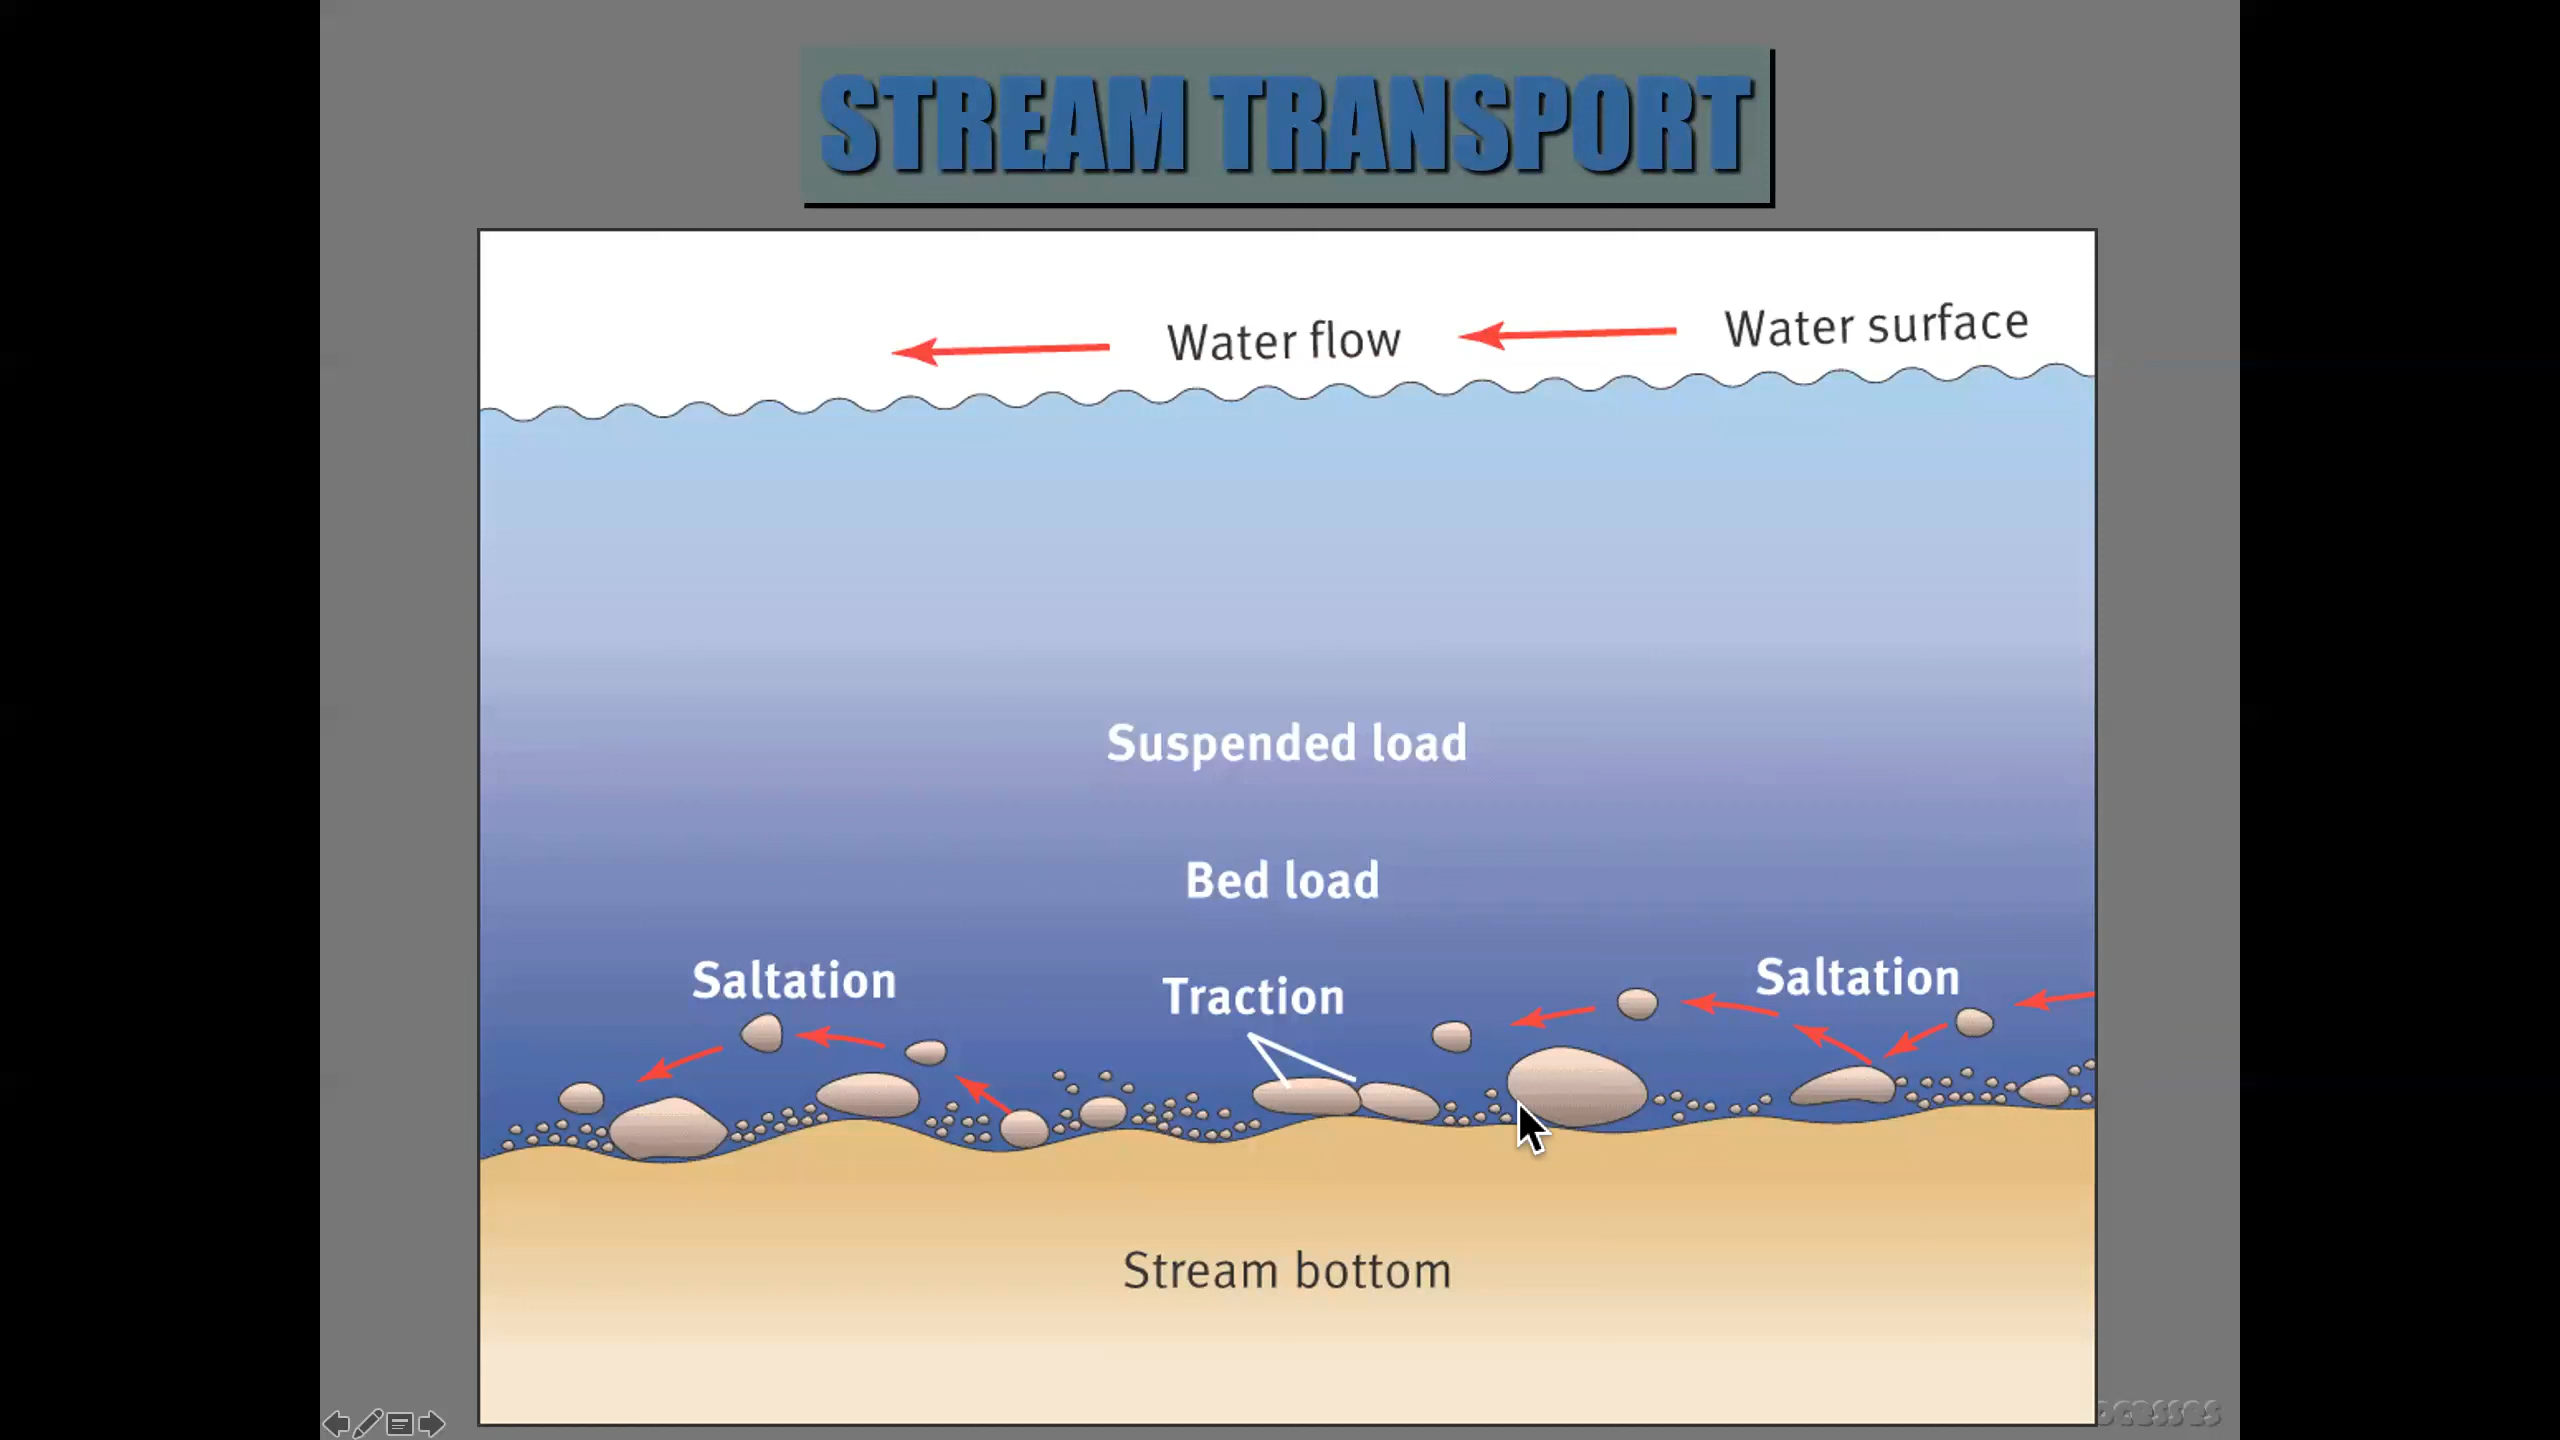 STREAM TRANSPORT
Water surface
Water flow
Suspended load
Bed load
Saltation
Traction
Saltation
Stream bottom